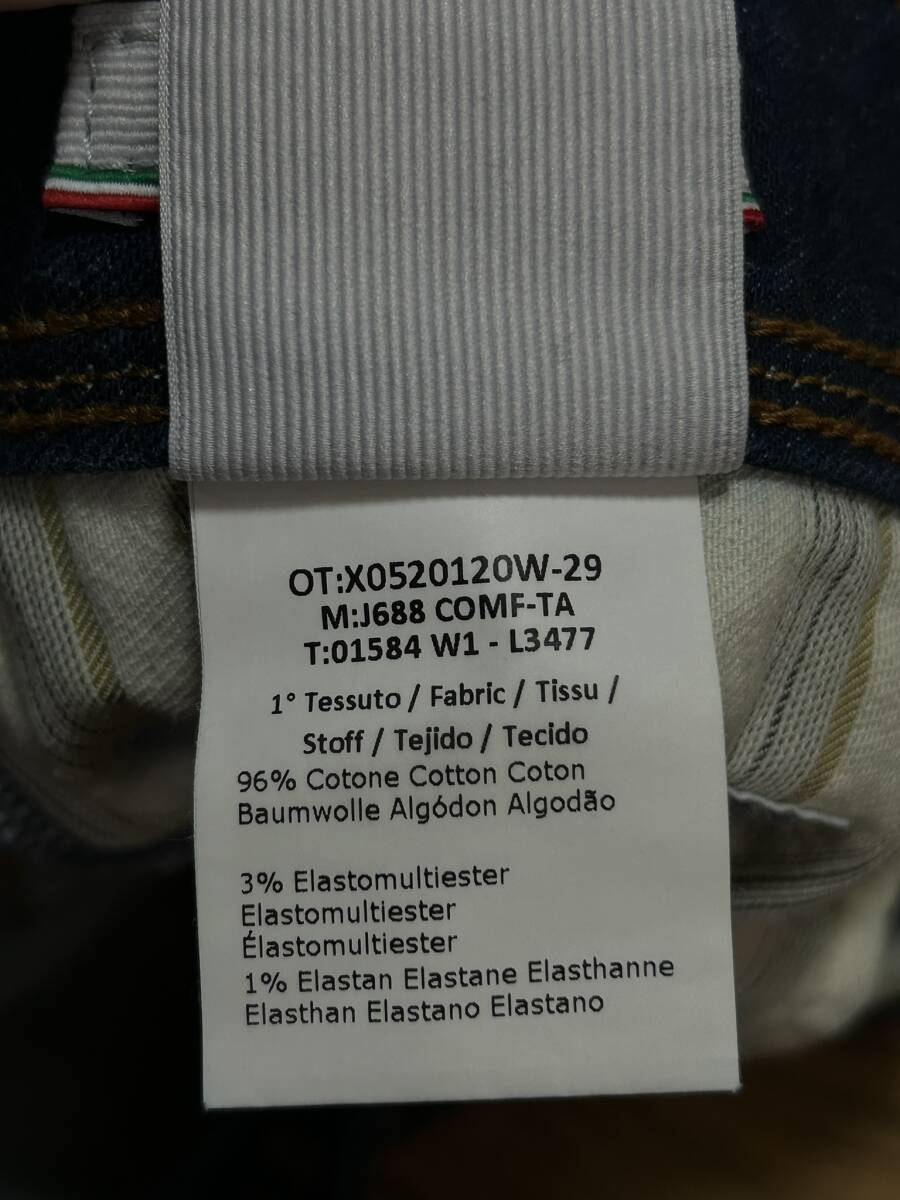 OT:X0520120W-29
M:J688 COMF-TA
T:01584 W1 - L3477
1° Tessuto / Fabric / Tissu /
Stoff / Tejido / Tecido
96% Cotone Cotton Coton
Baumwolle Algódon Algodão
3% Elastomultiester
Elastomultiester
Élastomultiester
1% Elastan Elastane Elasthanne
Elasthan Elastano Elastano